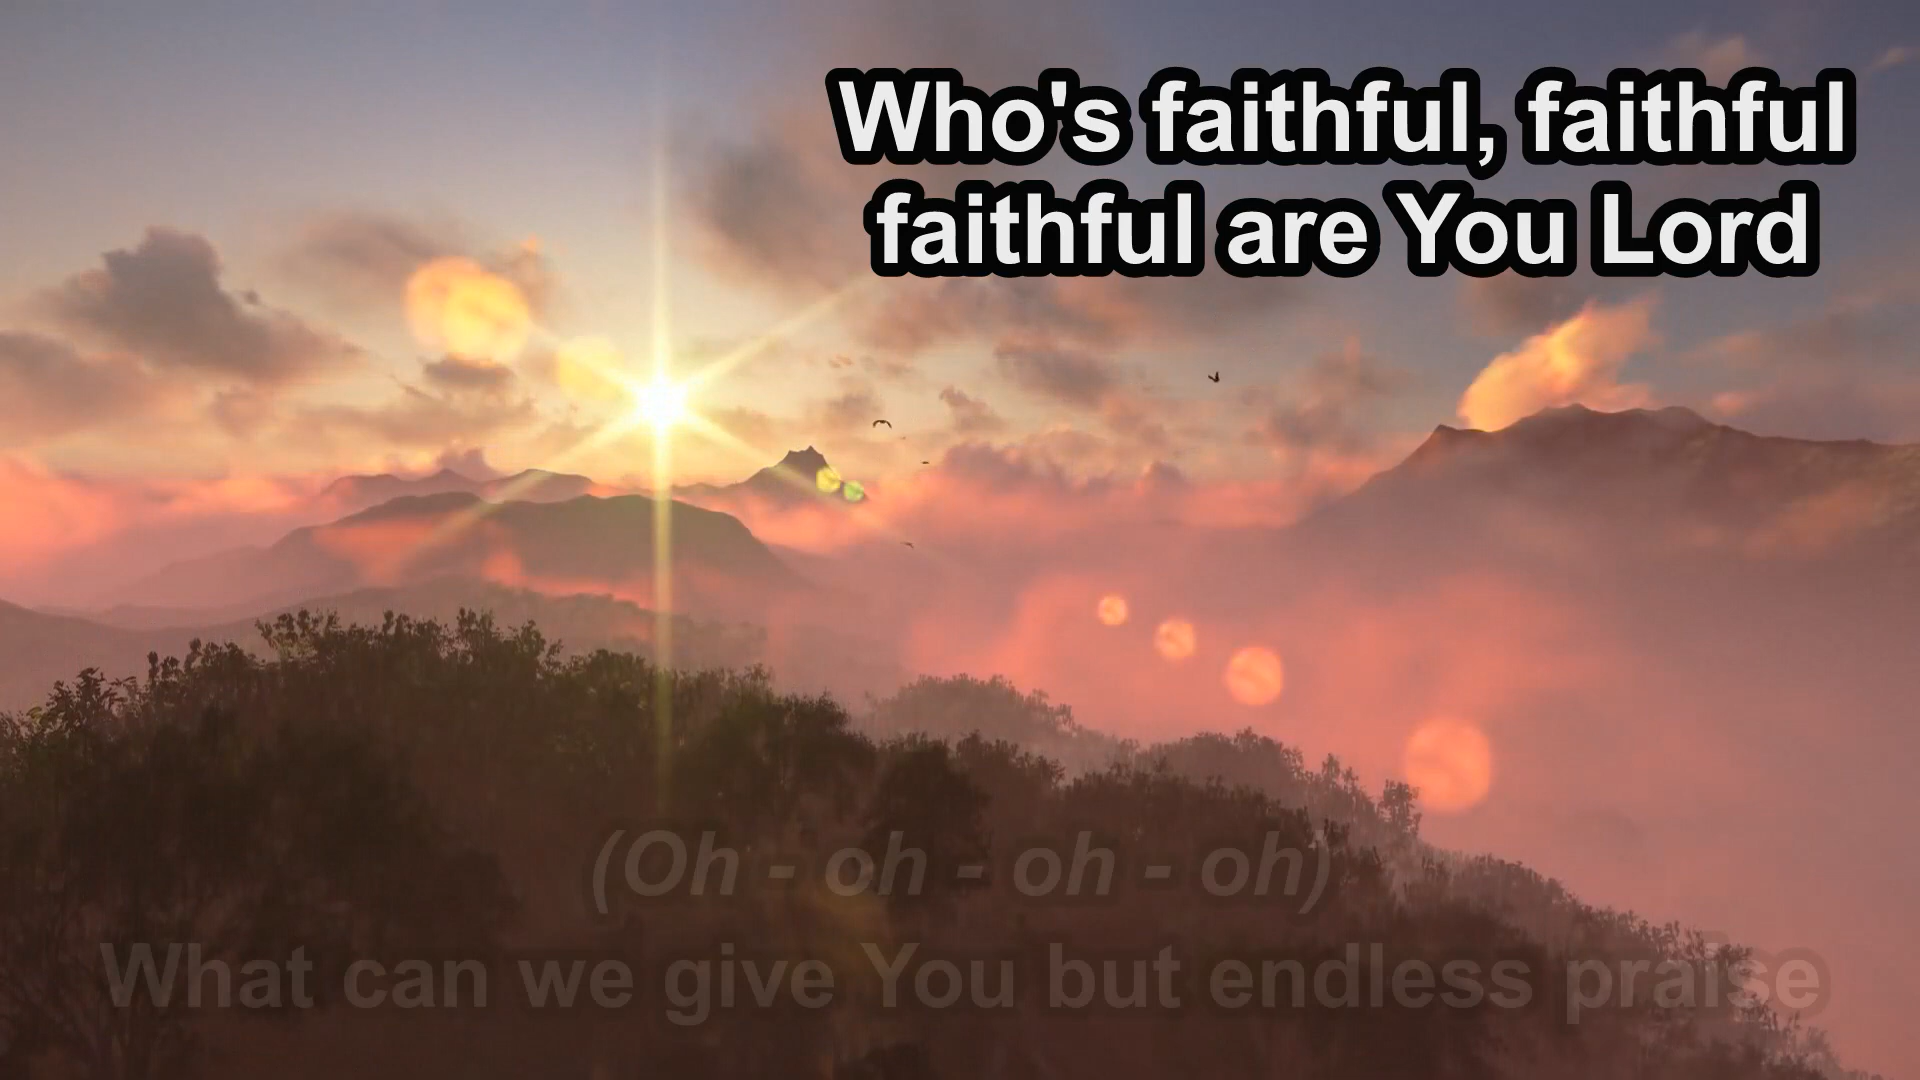 Who's faithful, faithful
faithful are You Lord
(Oh - oh - oh - oh)
What can we give You but endless praise